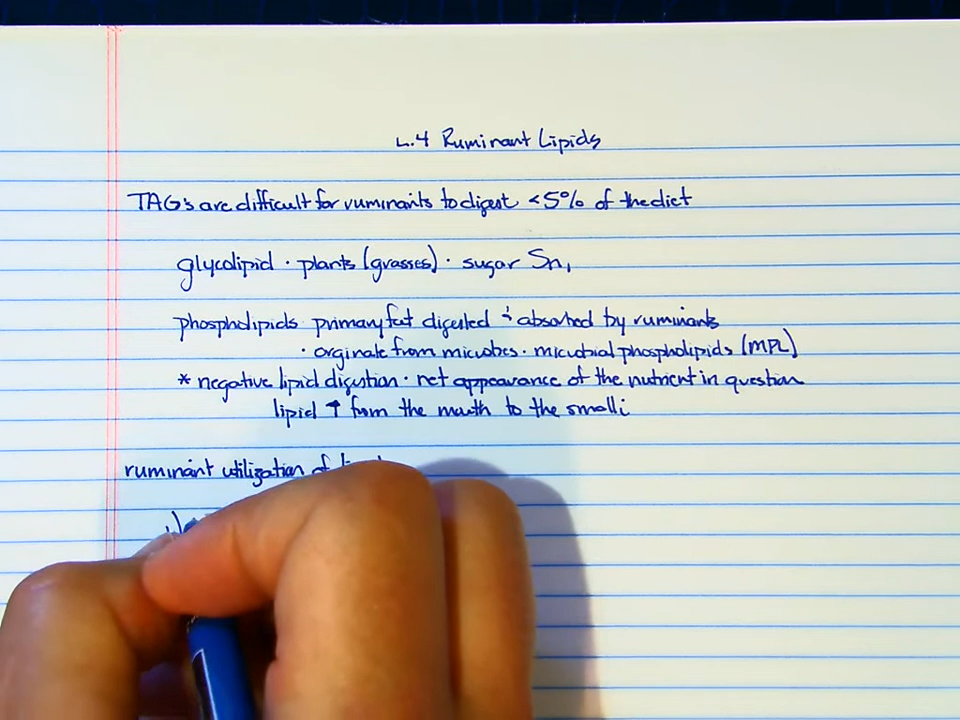 L.4 Ruminant Lipids
TAG's are difficult for ruminants to digest <5% of the diet
glycolipid · plants (grasses) · sugar Sn1
phospholipids primary fat digested & absorbed by ruminants
· orginate from microbes · microbial phospholipids (MPL)
* negative lipid digestion · net appearance of the nutrient in question
lipid ↑ from the mouth to the small i
ruminant utilization of